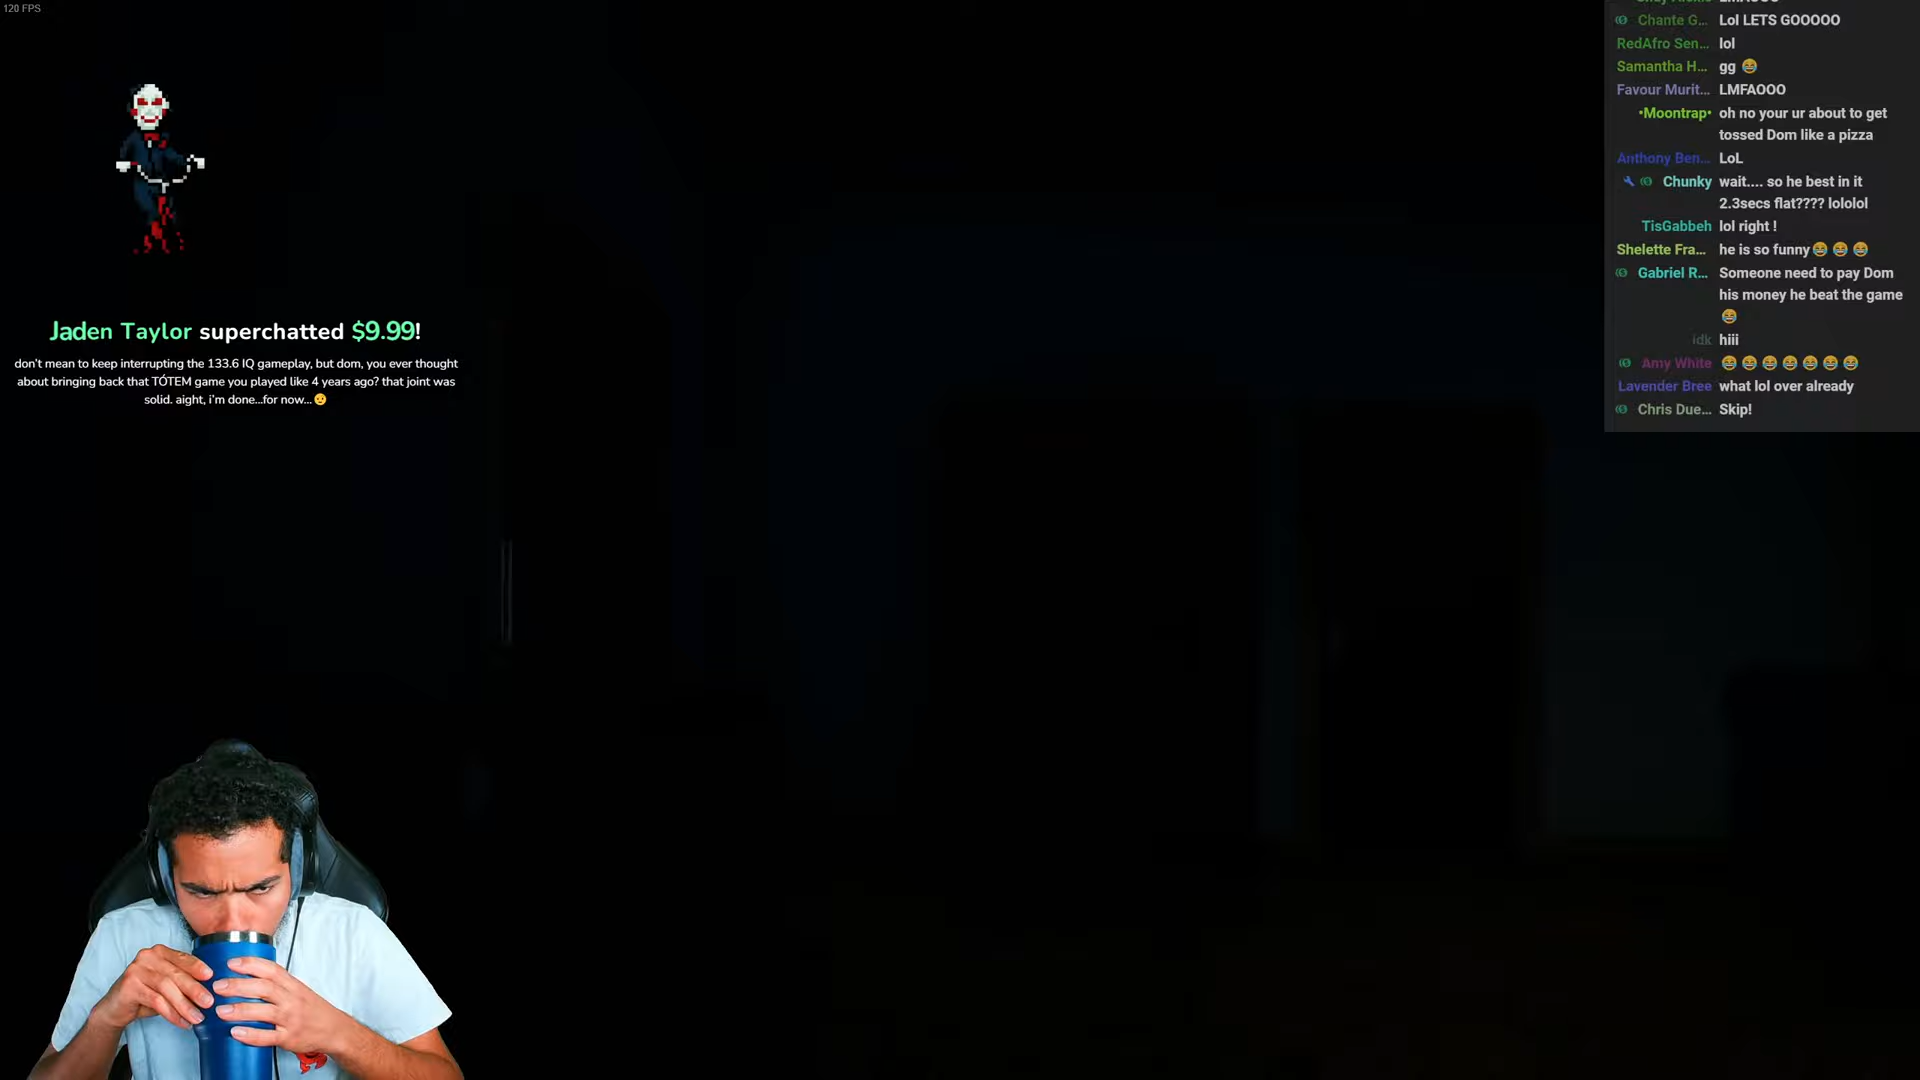 120 FPS
Chante G... Lol LETS GOOOOO
RedAfro Sen... lol
Samantha H... gg 😂
Favour Murit... LMFAOOO
•Moontrap• oh no your ur about to get
tossed Dom like a pizza
Anthony Ben... LoL
Chunky wait.... so he best in it
2.3secs flat???? lololol
TisGabbeh lol right !
Shelette Fra... he is so funny😂😂😂
Gabriel R... Someone need to pay Dom
his money he beat the game
😂
idk hiii
Amy White 😂😂😂😂😂😂😂
Lavender Bree what lol over already
Chris Due... Skip!
Jaden Taylor superchatted $9.99!
don't mean to keep interrupting the 133.6 IQ gameplay, but dom, you ever thought
about bringing back that TÓTEM game you played like 4 years ago? that joint was
solid. aight, i'm done...for now...😟